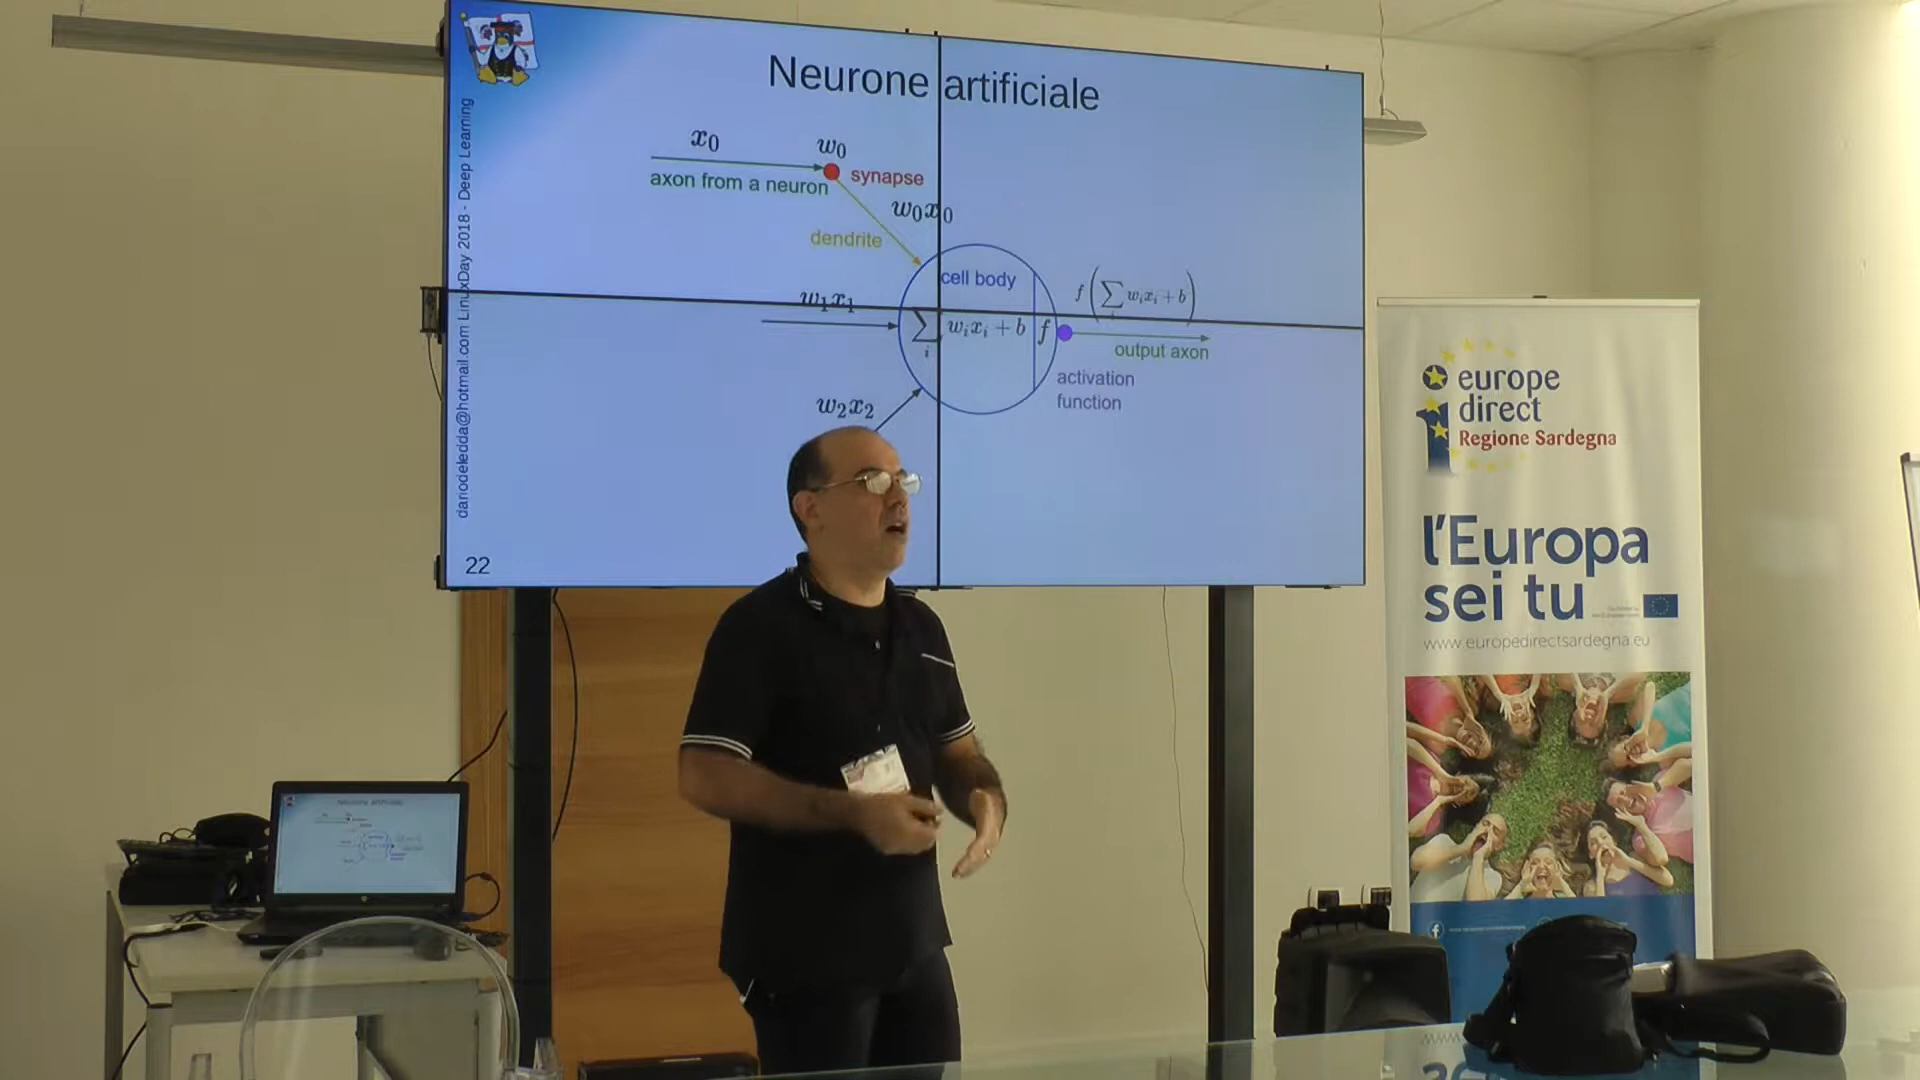 Neurone artificiale
x0
w0
axon from a neuron
synapse
w0x0
dendrite
cell body
w1x1
∑ wixi + b f
i
f(∑ wixi + b)
output axon
activation
function
w2x2
dariodeledda@hotmail.com LinuxDay 2018 - Deep Learning
22
europe
direct
Regione Sardegna
l'Europa
sei tu
www.europedirectsardegna.eu
Neurone artificiale